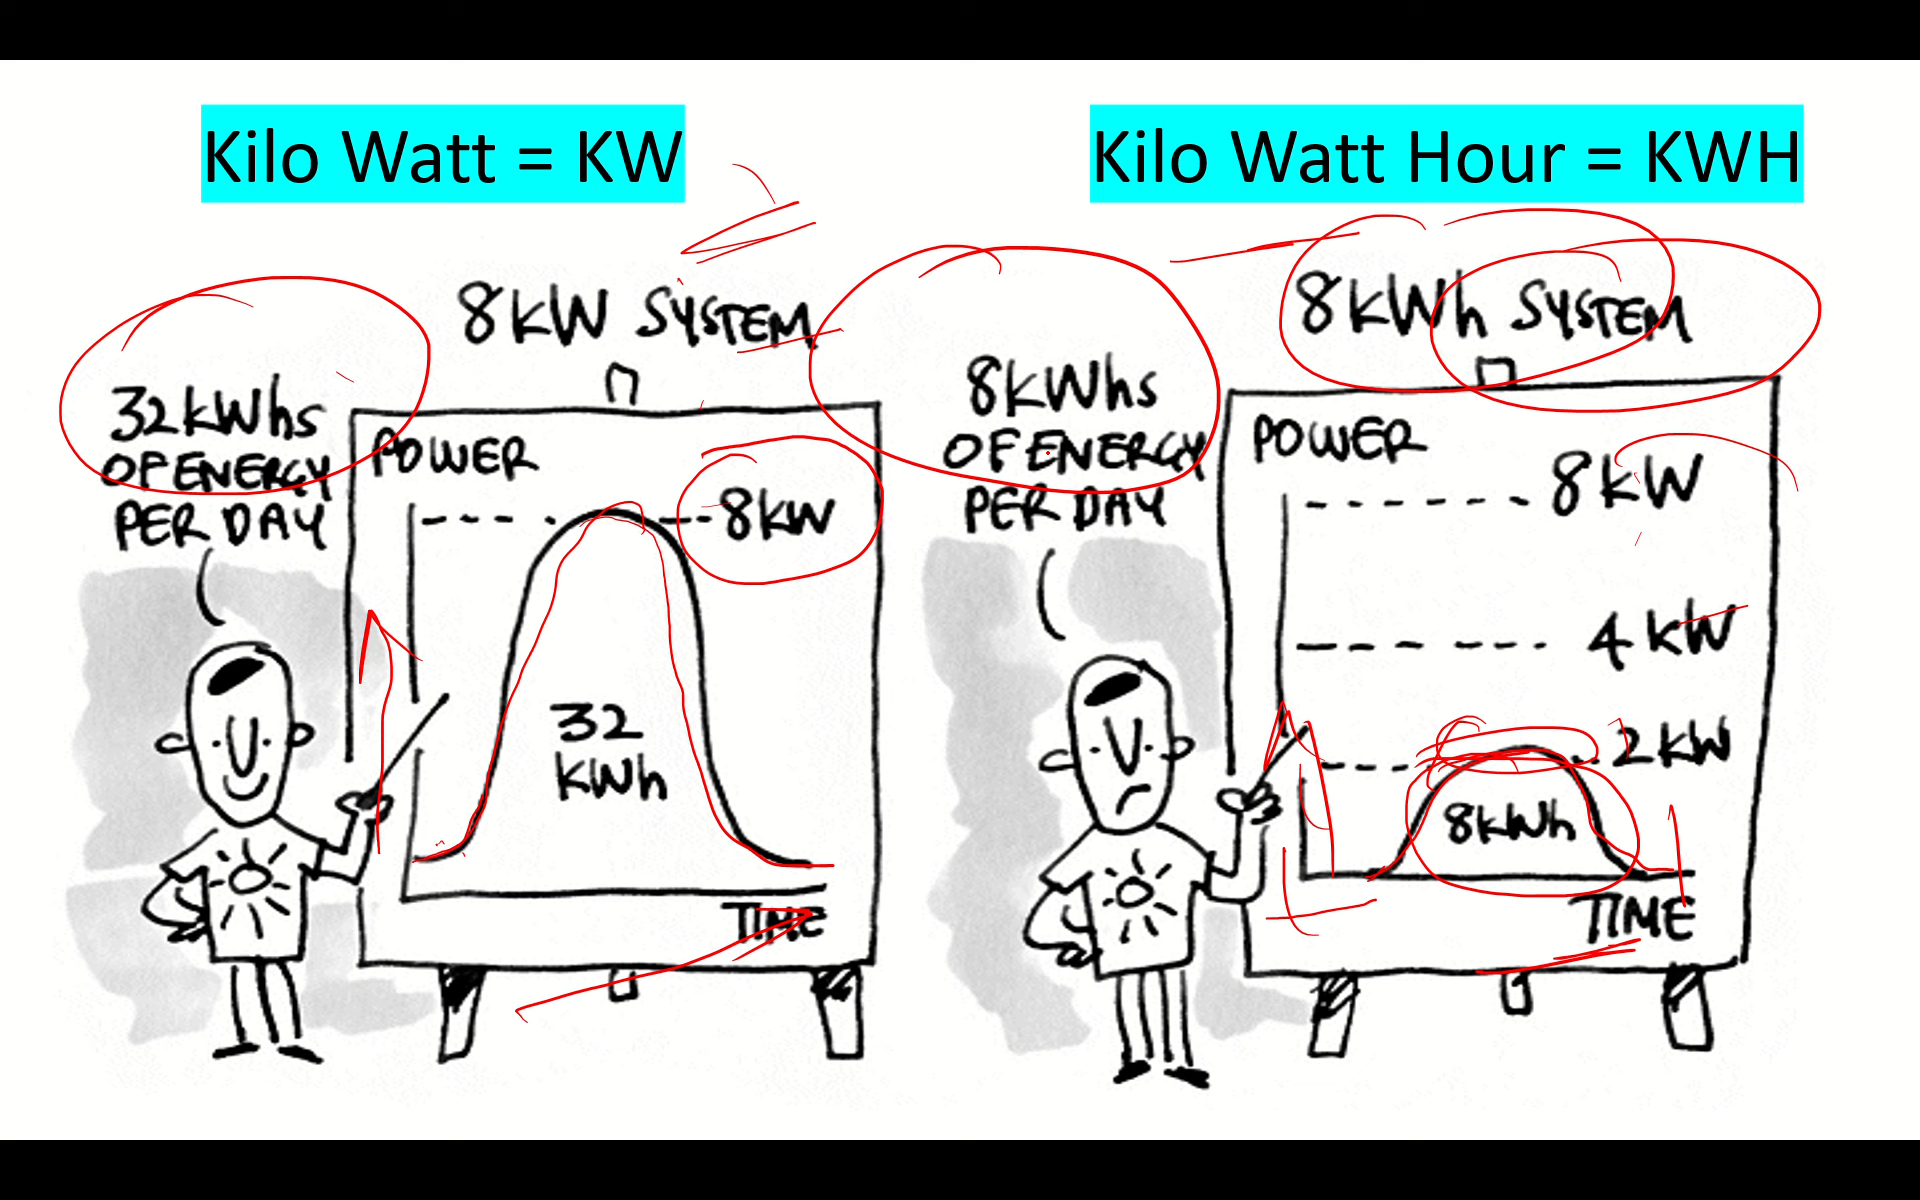 Kilo Watt = KW
8kW SYSTEM
32kWhs
OF ENERGY
PER DAY
POWER
8kW
32
kWh
TIME
Kilo Watt Hour = KWH
8kWh SYSTEM
8kWhs
OF ENERGY
PER DAY
POWER
8kW
4kW
2kW
8kWh
TIME